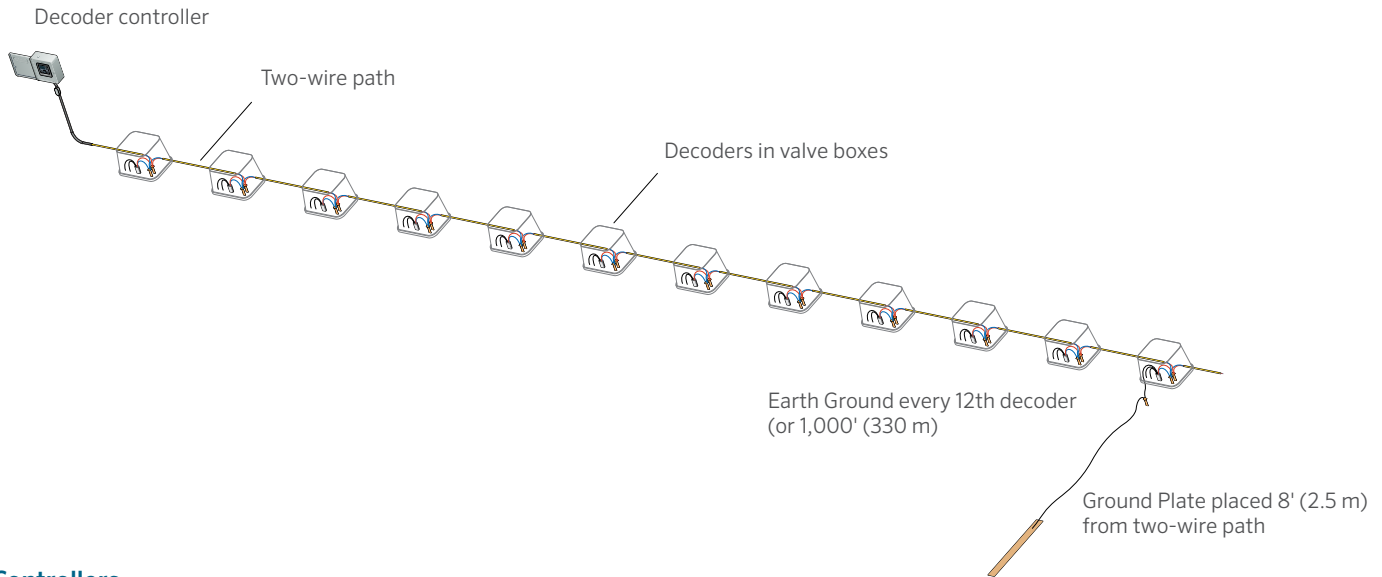 Decoder controller
Two-wire path
Decoders in valve boxes
Earth Ground every 12th decoder
(or 1,000' (330 m)
Ground Plate placed 8' (2.5 m)
from two-wire path